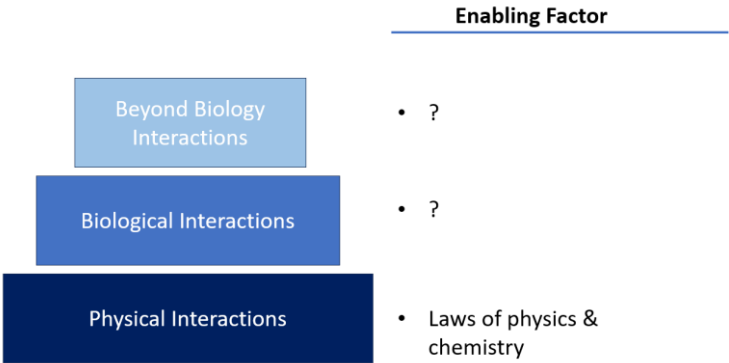 Enabling Factor
Beyond Biology
Interactions
• ?
Biological Interactions
• ?
Physical Interactions
• Laws of physics &
chemistry